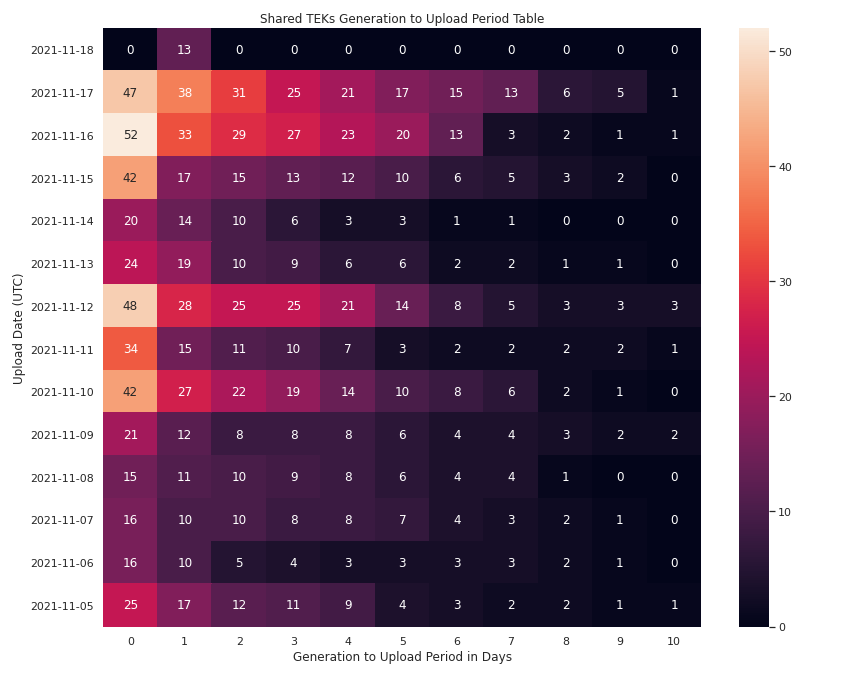 Shared TEKs Generation to Upload Period Table
2021-11-18 0 13 0 0 0 0 0 0 0 0 0
2021-11-17 47 38 31 25 21 17 15 13 6 5 1
2021-11-16 52 33 29 27 23 20 13 3 2 1 1
2021-11-15 42 17 15 13 12 10 6 5 3 2 0
2021-11-14 20 14 10 6 3 3 1 1 0 0 0
2021-11-13 24 19 10 9 6 6 2 2 1 1 0
2021-11-12 48 28 25 25 21 14 8 5 3 3 3
2021-11-11 34 15 11 10 7 3 2 2 2 2 1
2021-11-10 42 27 22 19 14 10 8 6 2 1 0
2021-11-09 21 12 8 8 8 6 4 4 3 2 2
2021-11-08 15 11 10 9 8 6 4 4 1 0 0
2021-11-07 16 10 10 8 8 7 4 3 2 1 0
2021-11-06 16 10 5 4 3 3 3 3 2 1 0
2021-11-05 25 17 12 11 9 4 3 2 2 1 1
0 1 2 3 4 5 6 7 8 9 10
Generation to Upload Period in Days
Upload Date (UTC)
50
40
30
20
10
0